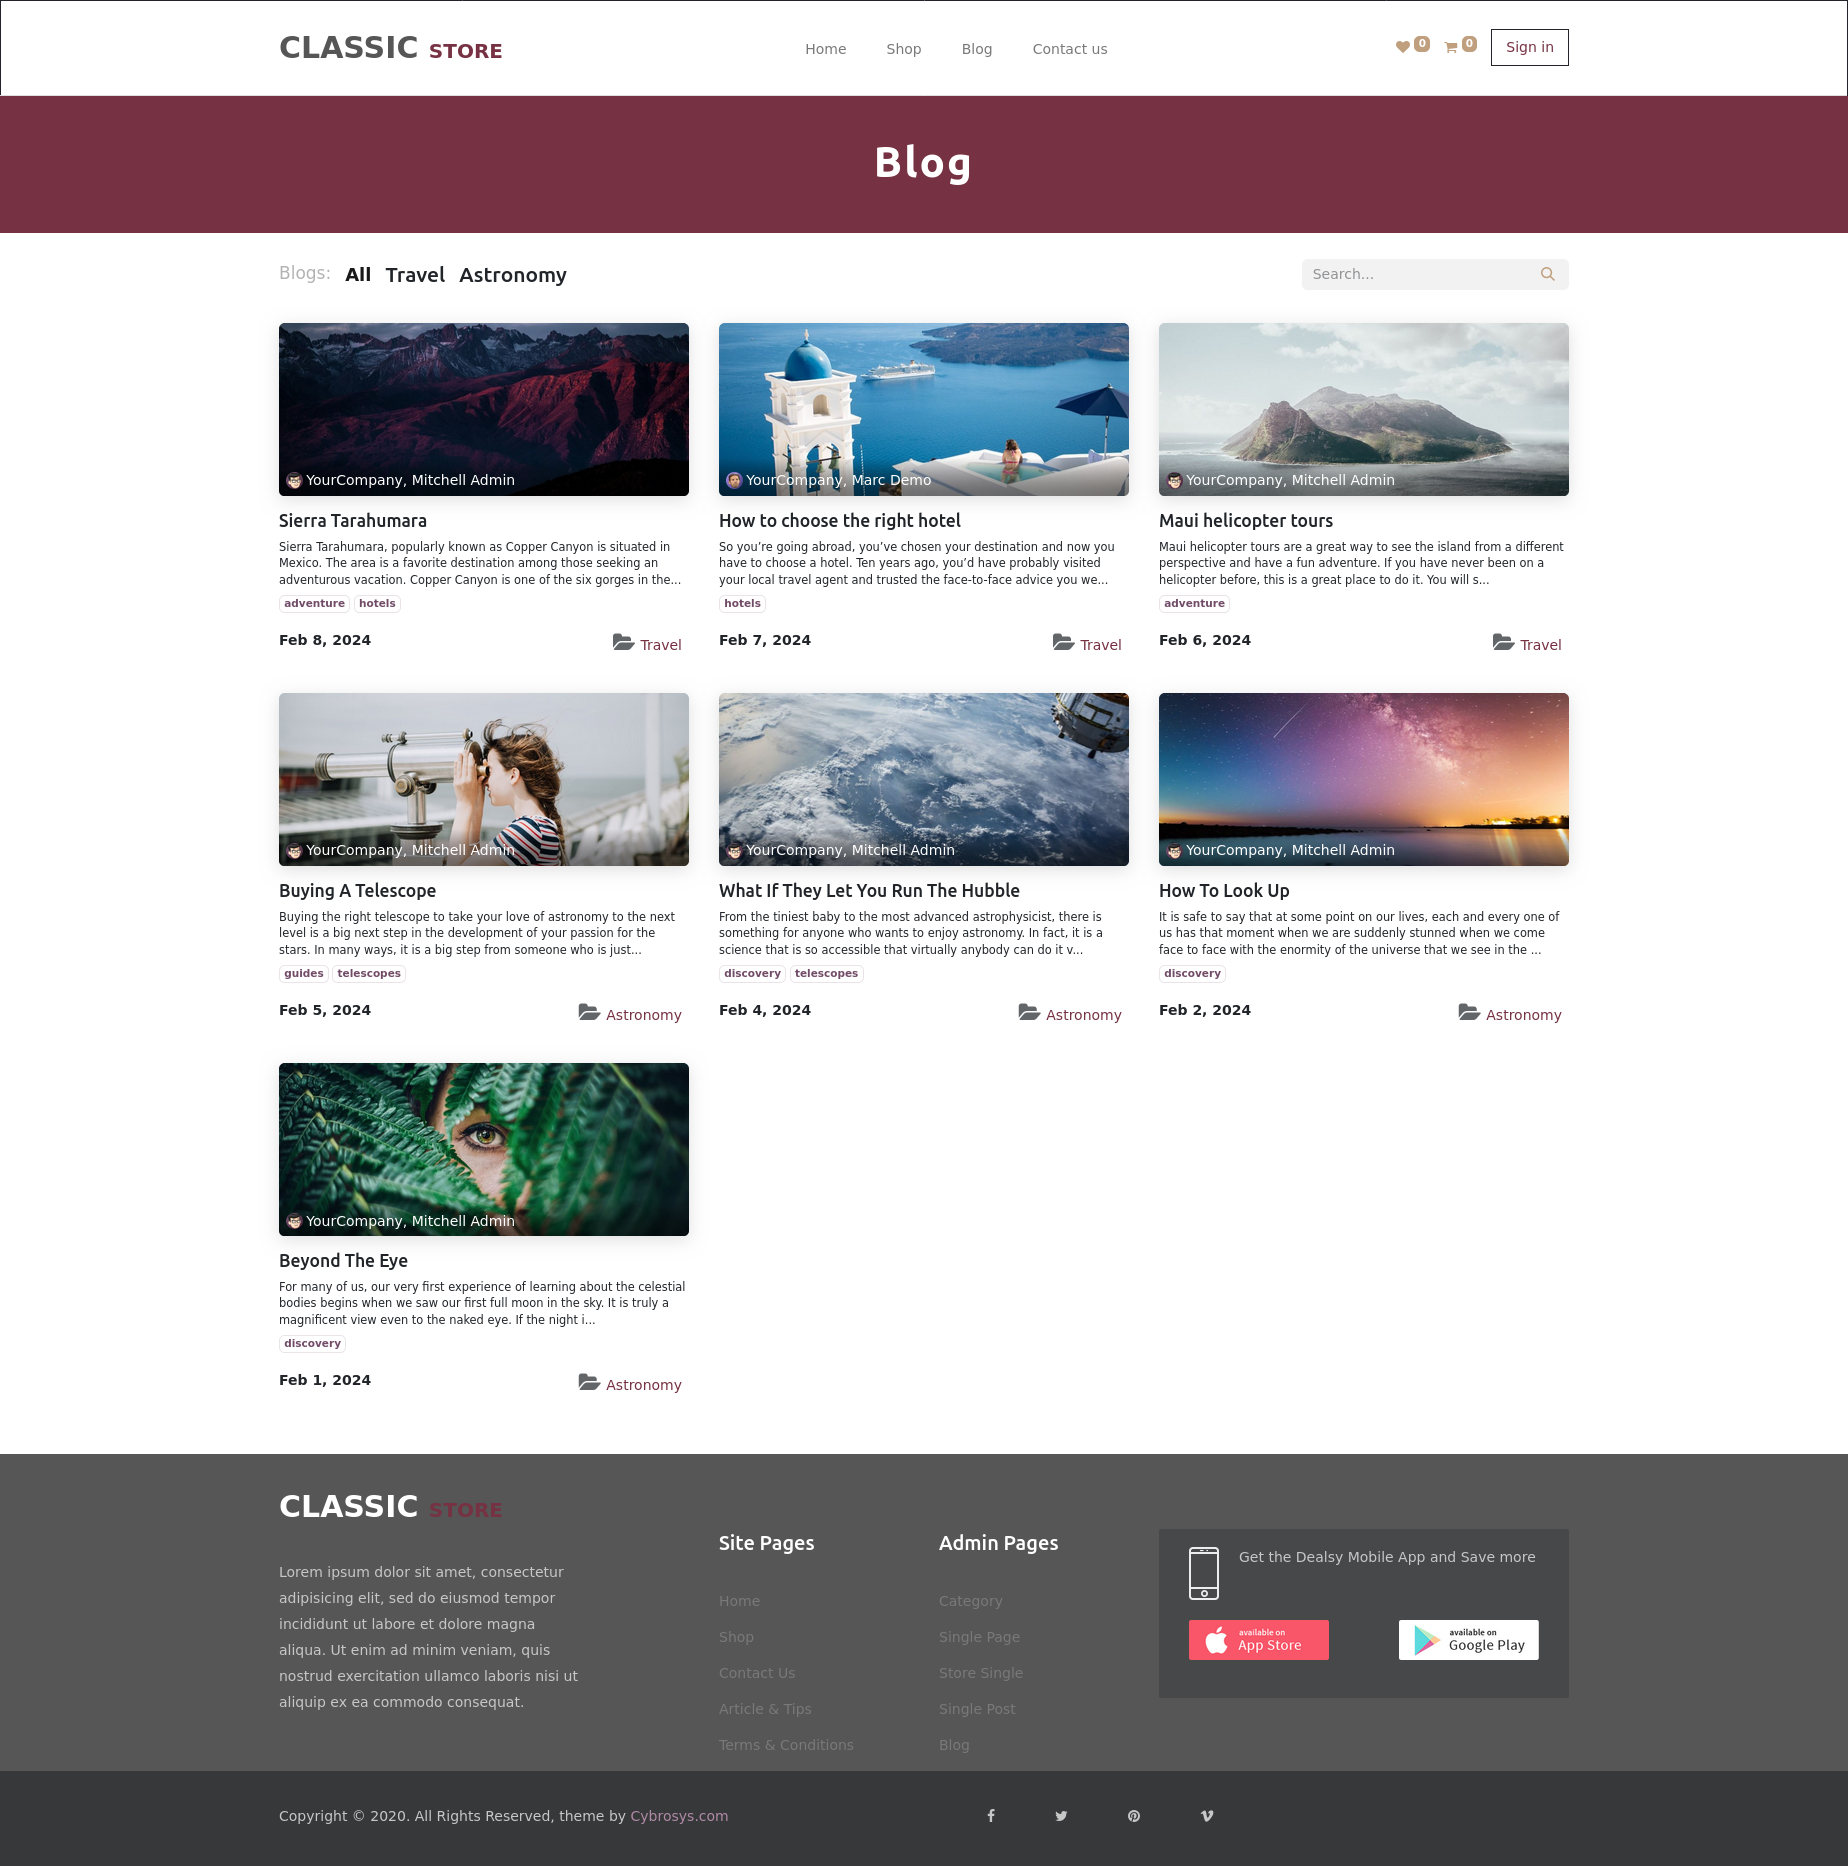 CLASSIC STORE
Home Shop Blog Contact us
0 0 Sign in
Blog
Blogs: All Travel Astronomy
Search...
YourCompany, Mitchell Admin
Sierra Tarahumara
Sierra Tarahumara, popularly known as Copper Canyon is situated in
Mexico. The area is a favorite destination among those seeking an
adventurous vacation. Copper Canyon is one of the six gorges in the...
adventure hotels
Feb 8, 2024 Travel
YourCompany, Marc Demo
How to choose the right hotel
So you’re going abroad, you’ve chosen your destination and now you
have to choose a hotel. Ten years ago, you’d have probably visited
your local travel agent and trusted the face-to-face advice you we...
hotels
Feb 7, 2024 Travel
YourCompany, Mitchell Admin
Maui helicopter tours
Maui helicopter tours are a great way to see the island from a different
perspective and have a fun adventure. If you have never been on a
helicopter before, this is a great place to do it. You will s...
adventure
Feb 6, 2024 Travel
YourCompany, Mitchell Admin
Buying A Telescope
Buying the right telescope to take your love of astronomy to the next
level is a big next step in the development of your passion for the
stars. In many ways, it is a big step from someone who is just...
guides telescopes
Feb 5, 2024 Astronomy
YourCompany, Mitchell Admin
What If They Let You Run The Hubble
From the tiniest baby to the most advanced astrophysicist, there is
something for anyone who wants to enjoy astronomy. In fact, it is a
science that is so accessible that virtually anybody can do it v...
discovery telescopes
Feb 4, 2024 Astronomy
YourCompany, Mitchell Admin
How To Look Up
It is safe to say that at some point on our lives, each and every one of
us has that moment when we are suddenly stunned when we come
face to face with the enormity of the universe that we see in the ...
discovery
Feb 2, 2024 Astronomy
YourCompany, Mitchell Admin
Beyond The Eye
For many of us, our very first experience of learning about the celestial
bodies begins when we saw our first full moon in the sky. It is truly a
magnificent view even to the naked eye. If the night i...
discovery
Feb 1, 2024 Astronomy
CLASSIC STORE
Lorem ipsum dolor sit amet, consectetur
adipisicing elit, sed do eiusmod tempor
incididunt ut labore et dolore magna
aliqua. Ut enim ad minim veniam, quis
nostrud exercitation ullamco laboris nisi ut
aliquip ex ea commodo consequat.
Site Pages
Home
Shop
Contact Us
Article & Tips
Terms & Conditions
Admin Pages
Category
Single Page
Store Single
Single Post
Blog
Get the Dealsy Mobile App and Save more
available on
App Store
available on
Google Play
Copyright © 2020. All Rights Reserved, theme by Cybrosys.com